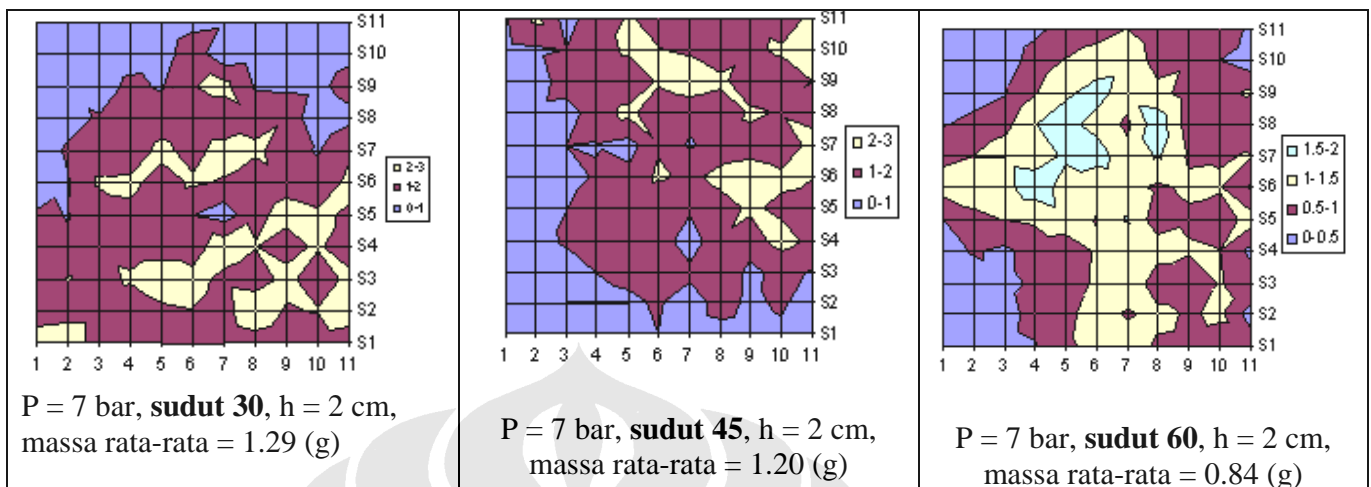 S11
S10
S9
S8
S7
S6
S5
S4
S3
S2
S1
1 2 3 4 5 6 7 8 9 10 11
2-3
1-2
0-1
P = 7 bar, sudut 30, h = 2 cm,
massa rata-rata = 1.29 (g)
S11
S10
S9
S8
S7
S6
S5
S4
S3
S2
S1
1 2 3 4 5 6 7 8 9 10 11
2-3
1-2
0-1
P = 7 bar, sudut 45, h = 2 cm,
massa rata-rata = 1.20 (g)
S11
S10
S9
S8
S7
S6
S5
S4
S3
S2
S1
1 2 3 4 5 6 7 8 9 10 11
1.5-2
1-1.5
0.5-1
0-0.5
P = 7 bar, sudut 60, h = 2 cm,
massa rata-rata = 0.84 (g)